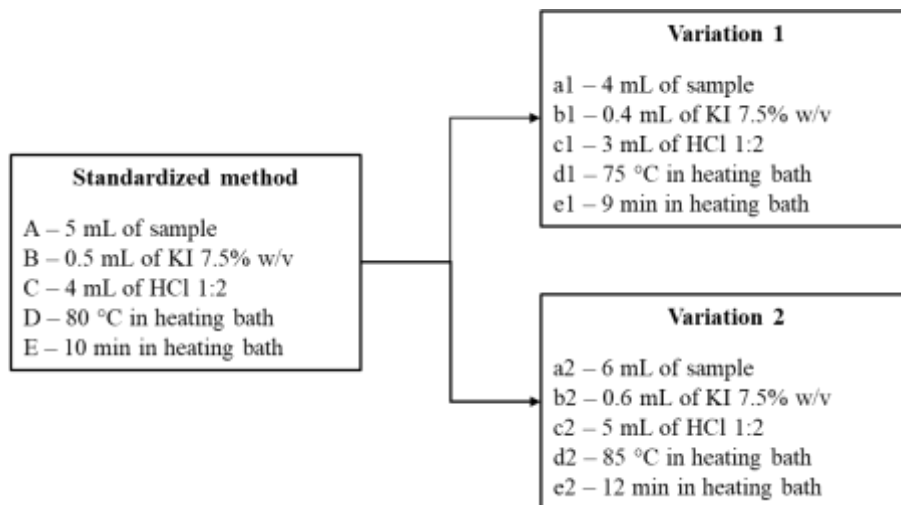 Standardized method
A – 5 mL of sample
B – 0.5 mL of KI 7.5% w/v
C – 4 mL of HCl 1:2
D – 80 °C in heating bath
E – 10 min in heating bath
Variation 1
a1 – 4 mL of sample
b1 – 0.4 mL of KI 7.5% w/v
c1 – 3 mL of HCl 1:2
d1 – 75 °C in heating bath
e1 – 9 min in heating bath
Variation 2
a2 – 6 mL of sample
b2 – 0.6 mL of KI 7.5% w/v
c2 – 5 mL of HCl 1:2
d2 – 85 °C in heating bath
e2 – 12 min in heating bath